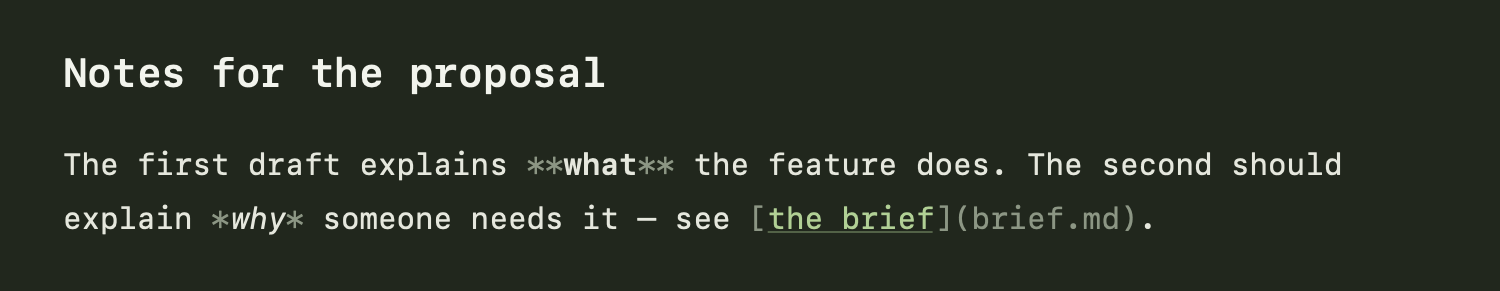 Notes for the proposal
The first draft explains **what** the feature does. The second should
explain *why* someone needs it — see [the brief](brief.md).